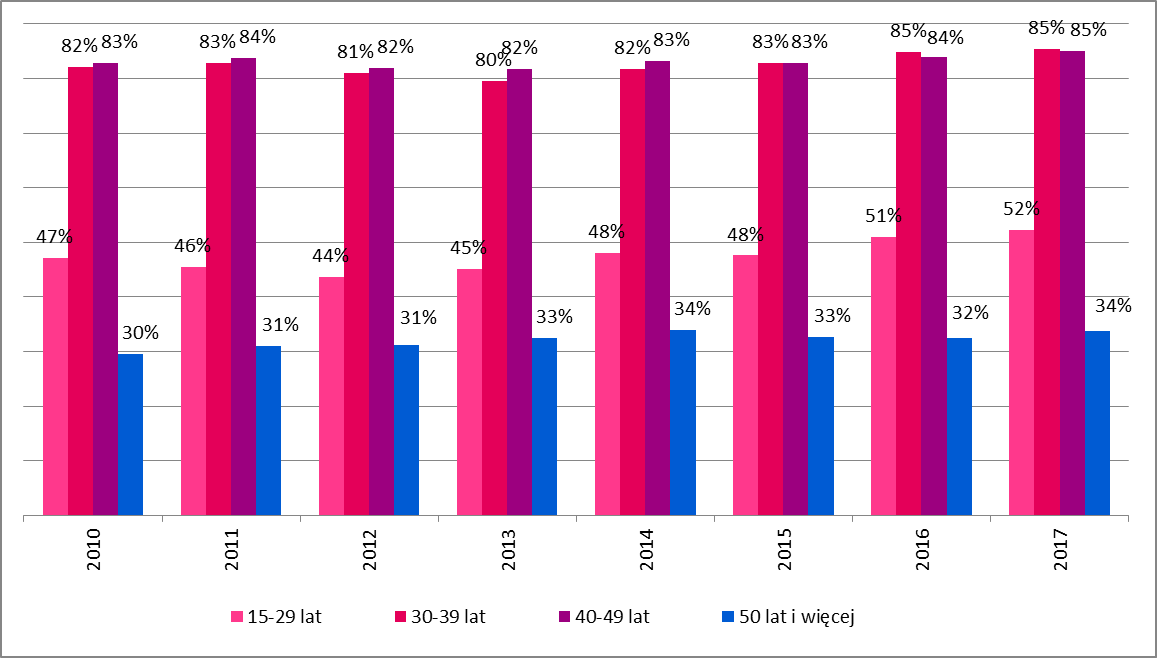 82% 83% 47% 30%
83% 84% 46% 31%
81% 82% 44% 31%
80% 82% 45% 33%
82% 83% 48% 34%
83% 83% 48% 33%
85% 84% 51% 32%
85% 85% 52% 34%
2010 2011 2012 2013 2014 2015 2016 2017
15-29 lat 30-39 lat 40-49 lat 50 lat i więcej